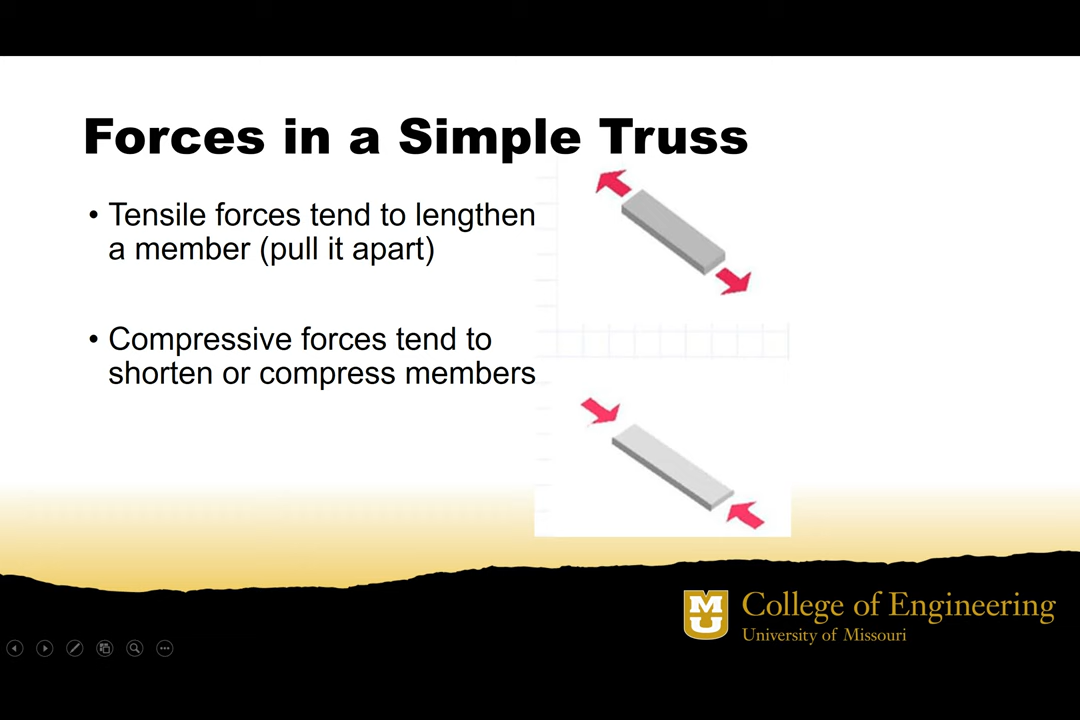 Forces in a Simple Truss
• Tensile forces tend to lengthen
a member (pull it apart)
• Compressive forces tend to
shorten or compress members
MU
College of Engineering
University of Missouri